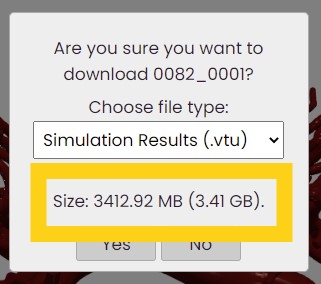 Are you sure you want to
download 0082_0001?
Choose file type:
Simulation Results (.vtu)
Size: 3412.92 MB (3.41 GB).
Yes No